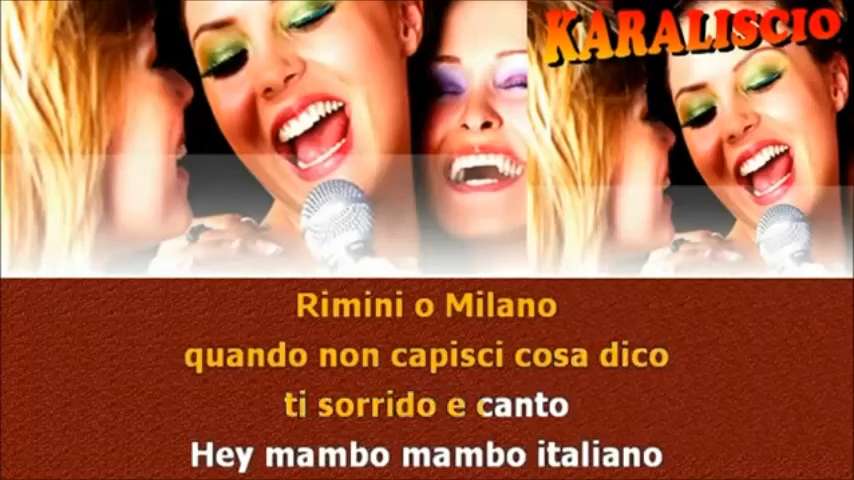 KARALISCIO
Rimini o Milano
quando non capisci cosa dico
ti sorrido e canto
Hey mambo mambo italiano